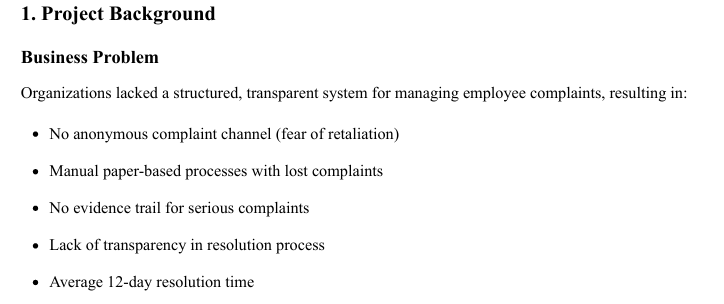 1. Project Background
Business Problem
Organizations lacked a structured, transparent system for managing employee complaints, resulting in:
• No anonymous complaint channel (fear of retaliation)
• Manual paper-based processes with lost complaints
• No evidence trail for serious complaints
• Lack of transparency in resolution process
• Average 12-day resolution time